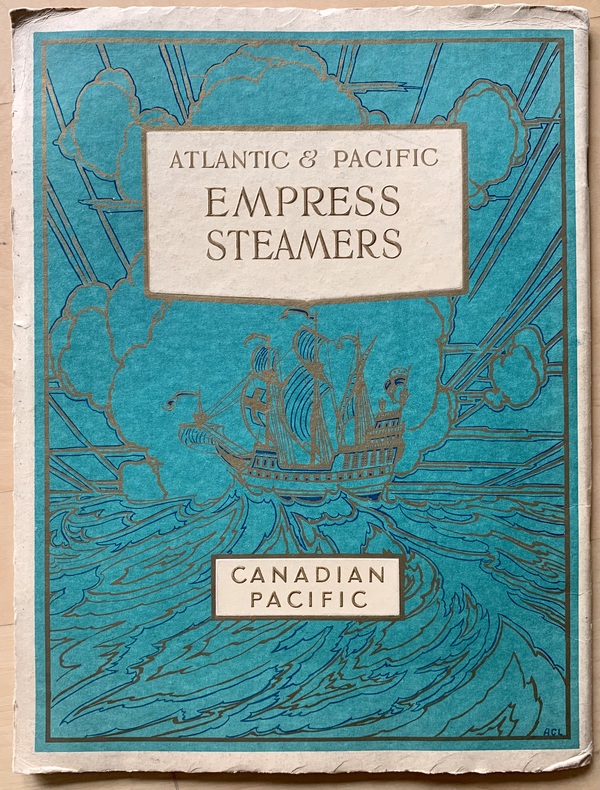 ATLANTIC & PACIFIC
EMPRESS
STEAMERS
CANADIAN
PACIFIC